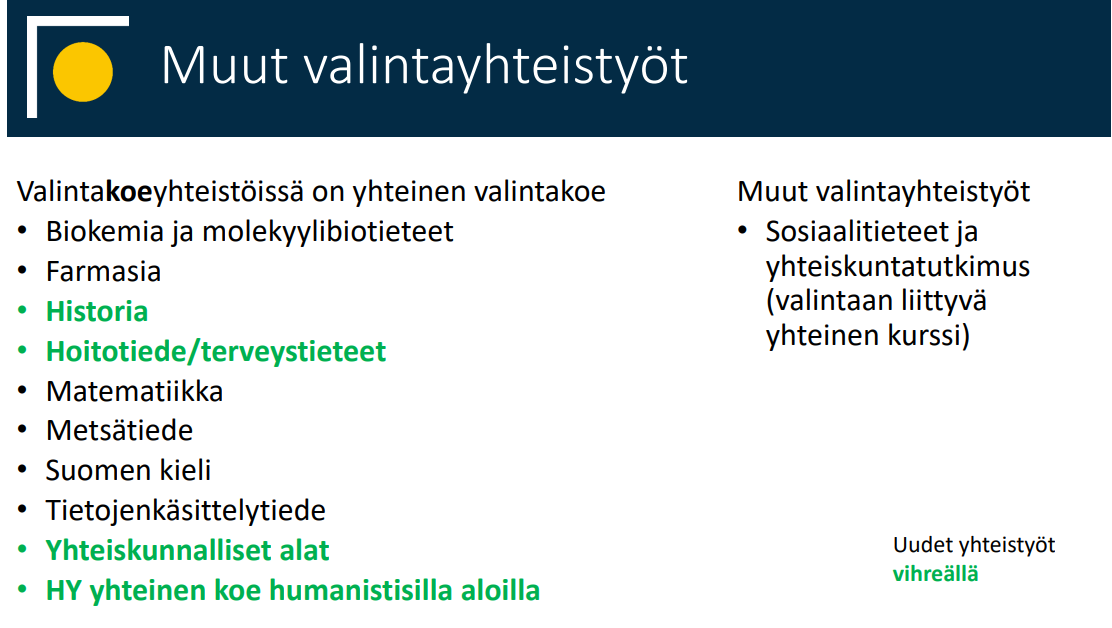 Muut valintayhteistyöt
Valintakoeyhteistöissä on yhteinen valintakoe
• Biokemia ja molekyylibiotieteet
• Farmasia
• Historia
• Hoitotiede/terveystieteet
• Matematiikka
• Metsätiede
• Suomen kieli
• Tietojenkäsittelytiede
• Yhteiskunnalliset alat
• HY yhteinen koe humanistisilla aloilla
Muut valintayhteistyöt
• Sosiaalitieteet ja
yhteiskuntatutkimus
(valintaan liittyvä
yhteinen kurssi)
Uudet yhteistyöt
vihreällä